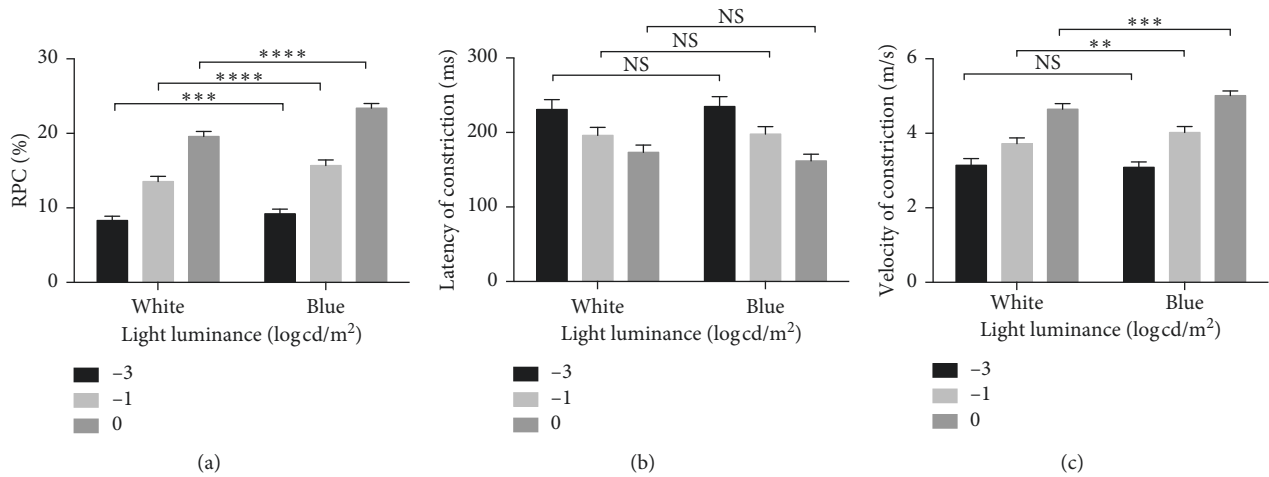 RPC (%)
30
20
10
0
***
****
****
White
Blue
Light luminance (log cd/m²)
–3
–1
0
(a)
Latency of constriction (ms)
300
200
100
0
NS
NS
NS
White
Blue
Light luminance (log cd/m²)
–3
–1
0
(b)
Velocity of constriction (m/s)
6
4
2
0
NS
**
***
White
Blue
Light luminance (log cd/m²)
–3
–1
0
(c)